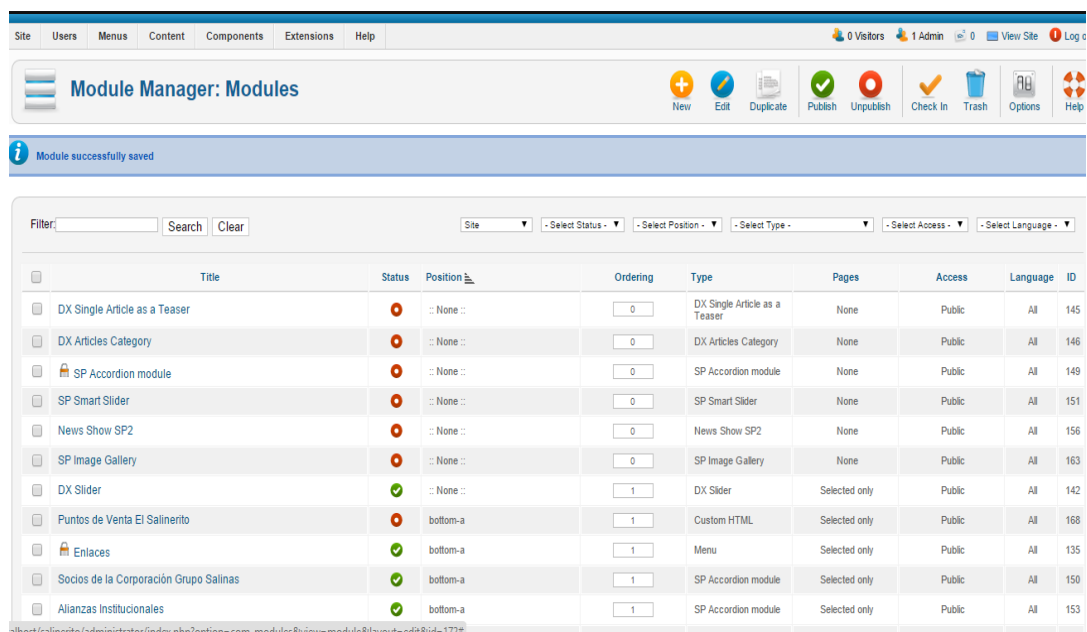 Site Users Menus Content Components Extensions Help 0 Visitors 1 Admin 0 View Site Log o
Module Manager: Modules New Edit Duplicate Publish Unpublish Check In Trash Options Help
Module successfully saved
Filter: Search Clear Site - Select Status - - Select Position - - Select Type - - Select Access - - Select Language -
Title Status Position Ordering Type Pages Access Language ID
DX Single Article as a Teaser :: None :: 0 DX Single Article as a Teaser None Public All 145
DX Articles Category :: None :: 0 DX Articles Category None Public All 146
SP Accordion module :: None :: 0 SP Accordion module None Public All 149
SP Smart Slider :: None :: 0 SP Smart Slider None Public All 151
News Show SP2 :: None :: 0 News Show SP2 None Public All 156
SP Image Gallery :: None :: 0 SP Image Gallery None Public All 163
DX Slider :: None :: 1 DX Slider Selected only Public All 142
Puntos de Venta El Salinerito bottom-a 1 Custom HTML Selected only Public All 168
Enlaces bottom-a 1 Menu Selected only Public All 135
Socios de la Corporación Grupo Salinas bottom-a 1 SP Accordion module Selected only Public All 150
Alianzas Institucionales bottom-a 1 SP Accordion module Selected only Public All 153